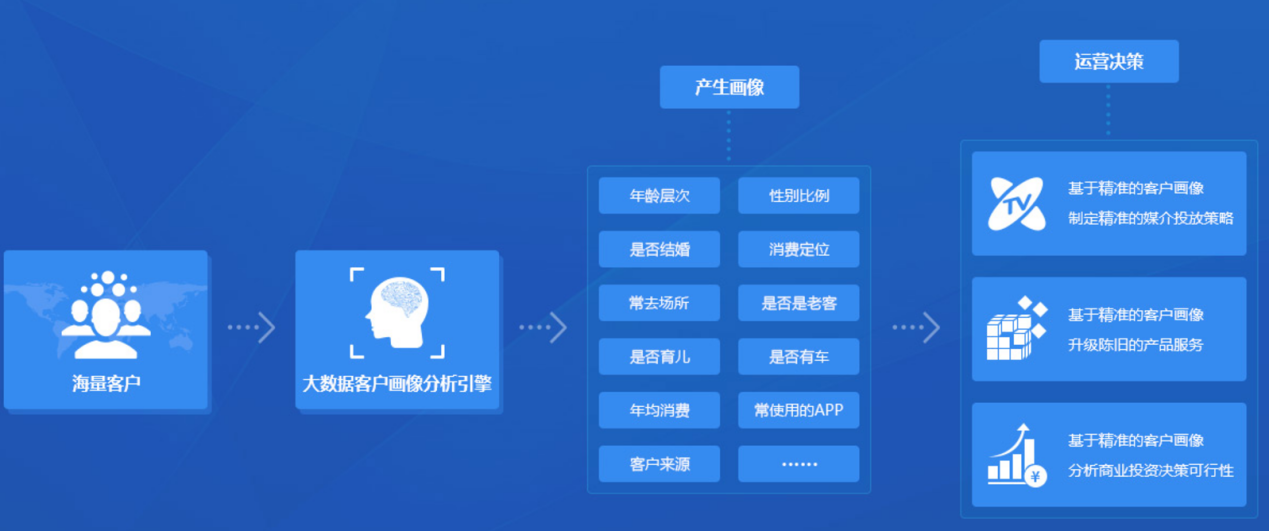 海量客户
大数据客户画像分析引擎
产生画像
年龄层次
性别比例
是否结婚
消费定位
常去场所
是否是老客
是否育儿
是否有车
年均消费
常使用的APP
客户来源
······
运营决策
TV
基于精准的客户画像
制定精准的媒介投放策略
基于精准的客户画像
升级陈旧的产品服务
¥
基于精准的客户画像
分析商业投资决策可行性